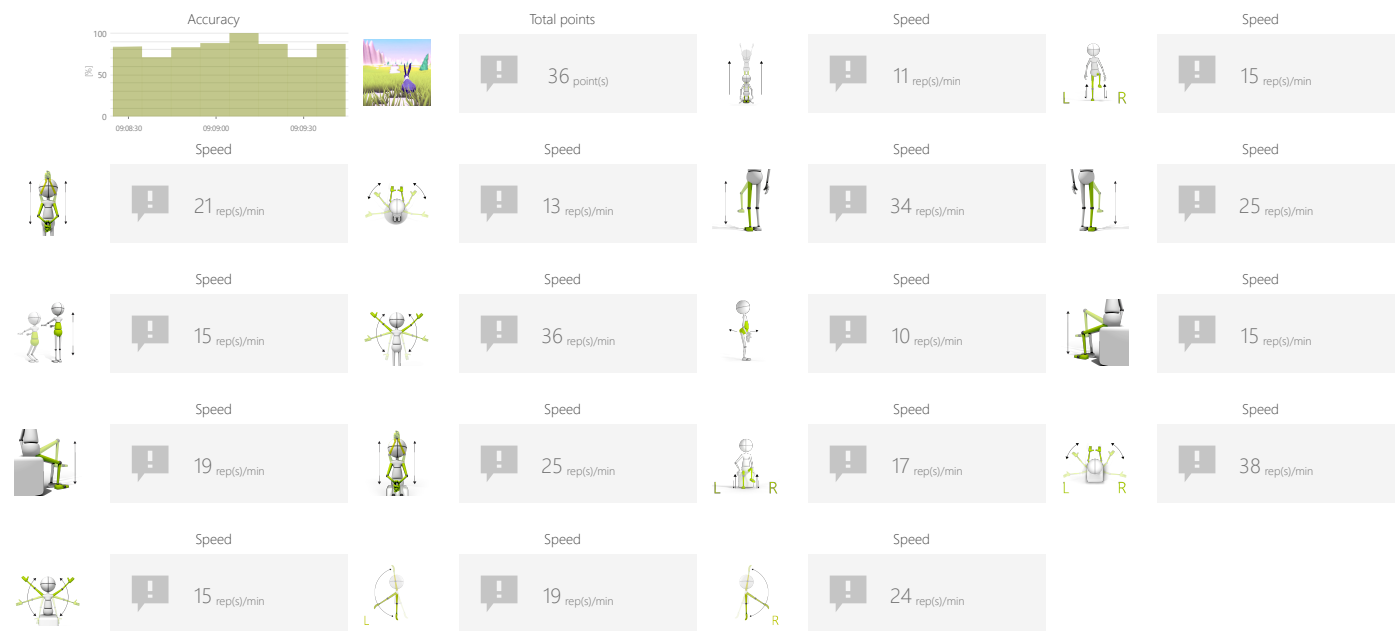 Accuracy
Total points
Speed
Speed
100
50
0
[%]
09:08:30
09:09:00
09:09:30
36 point(s)
11 rep(s)/min
L R
15 rep(s)/min
Speed
Speed
Speed
Speed
21 rep(s)/min
13 rep(s)/min
34 rep(s)/min
25 rep(s)/min
Speed
Speed
Speed
Speed
15 rep(s)/min
36 rep(s)/min
10 rep(s)/min
15 rep(s)/min
Speed
Speed
Speed
Speed
19 rep(s)/min
25 rep(s)/min
L R
17 rep(s)/min
L R
38 rep(s)/min
Speed
Speed
Speed
15 rep(s)/min
L
19 rep(s)/min
R
24 rep(s)/min